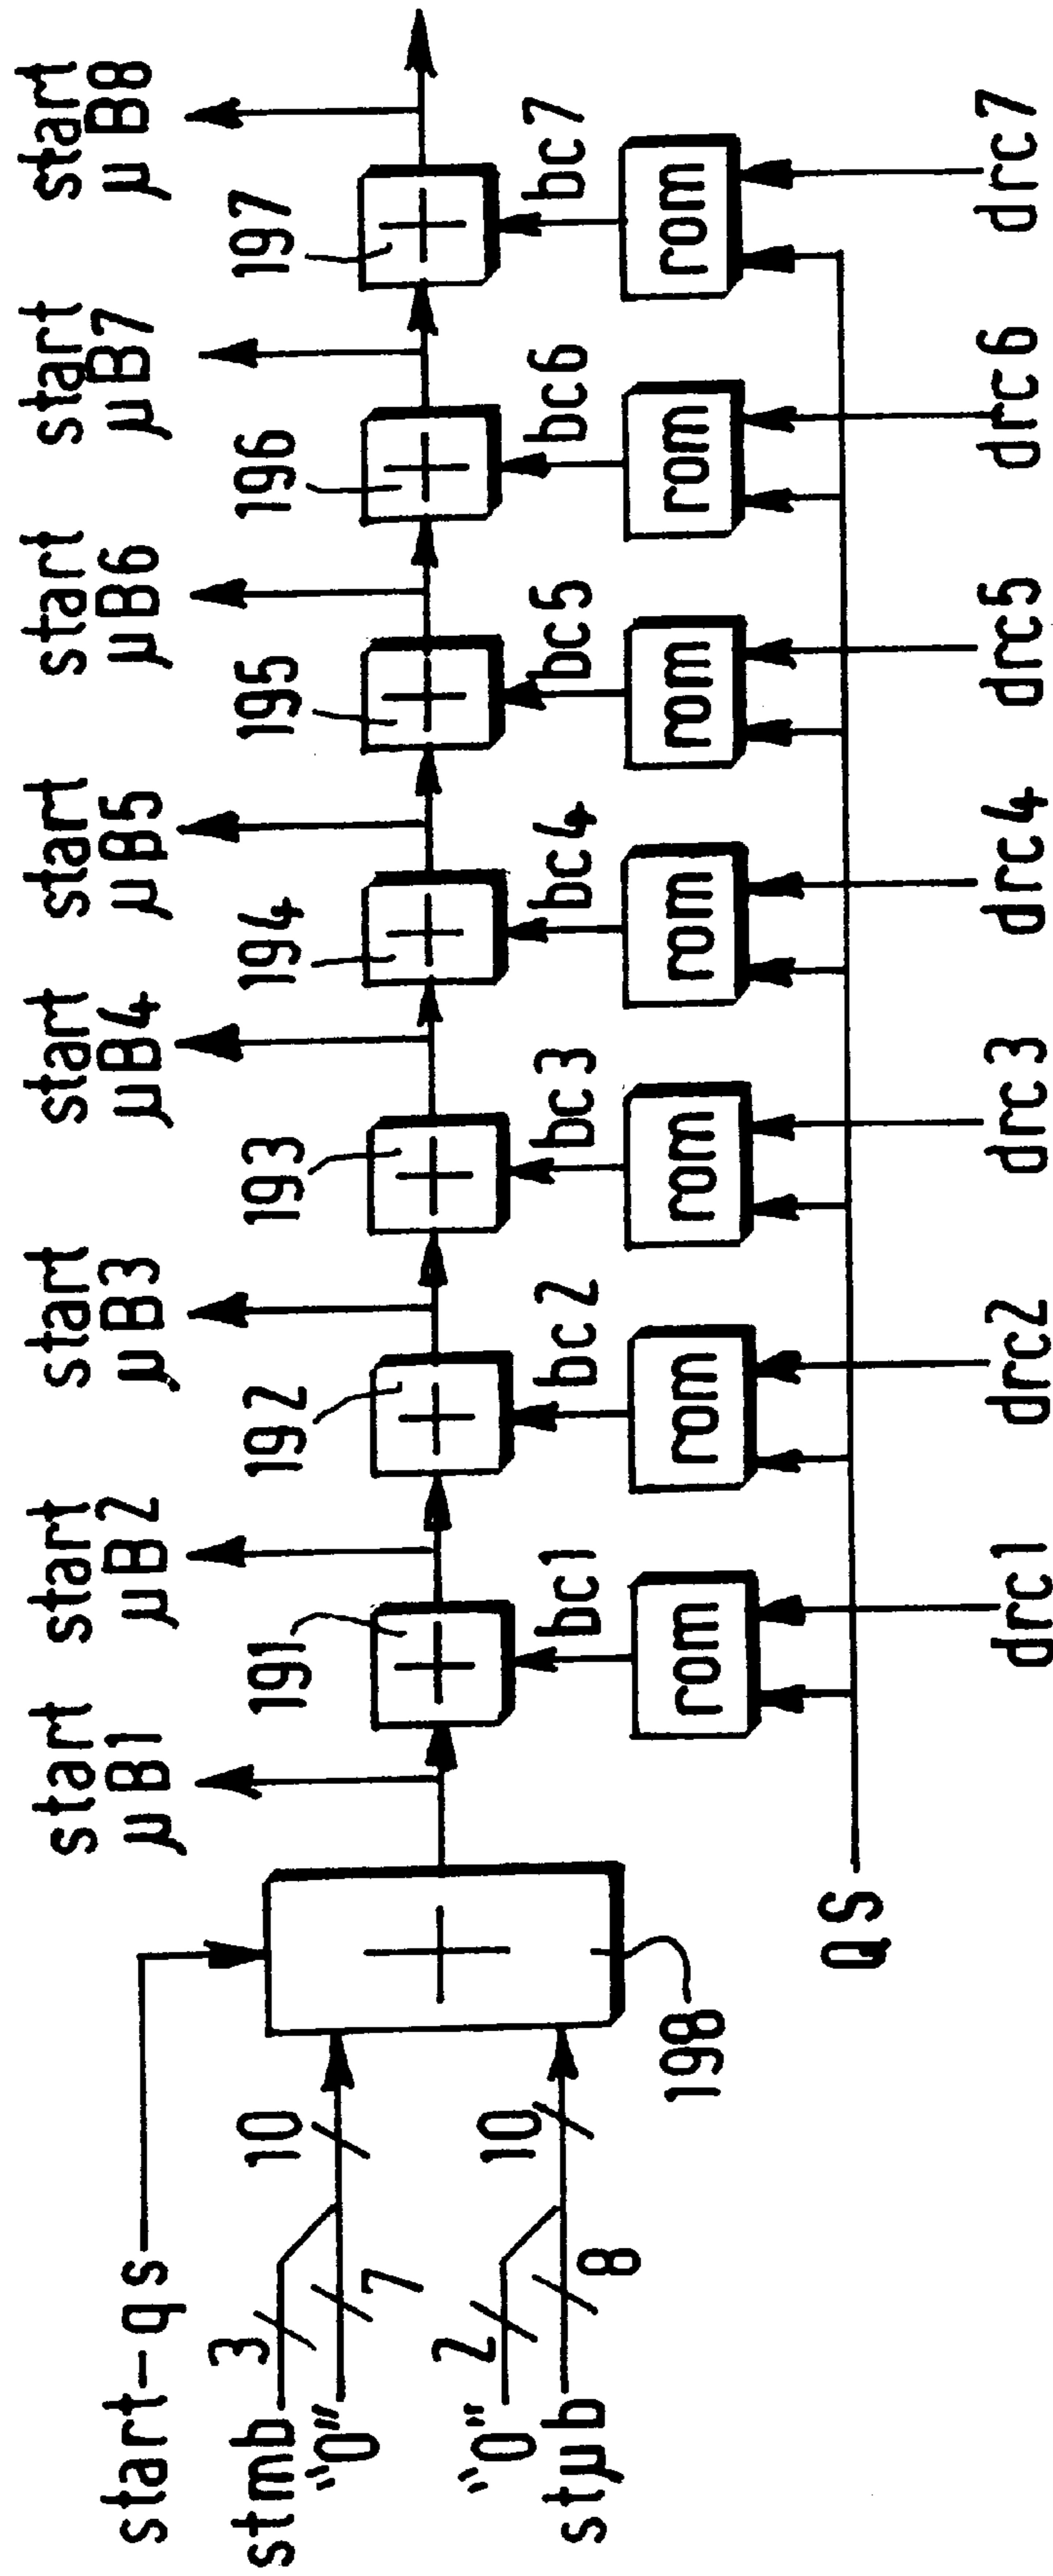 start-qs
stmb
3
"0"
7
10
"0"
2
stμb
8
10
198
start
μB1
start
μB2
start
μB3
start
μB4
start
μB5
start
μB6
start
μB7
start
μB8
191
192
193
194
195
196
197
bc1
bc2
bc3
bc4
bc5
bc6
bc7
rom
rom
rom
rom
rom
rom
rom
QS
drc1
drc2
drc3
drc4
drc5
drc6
drc7